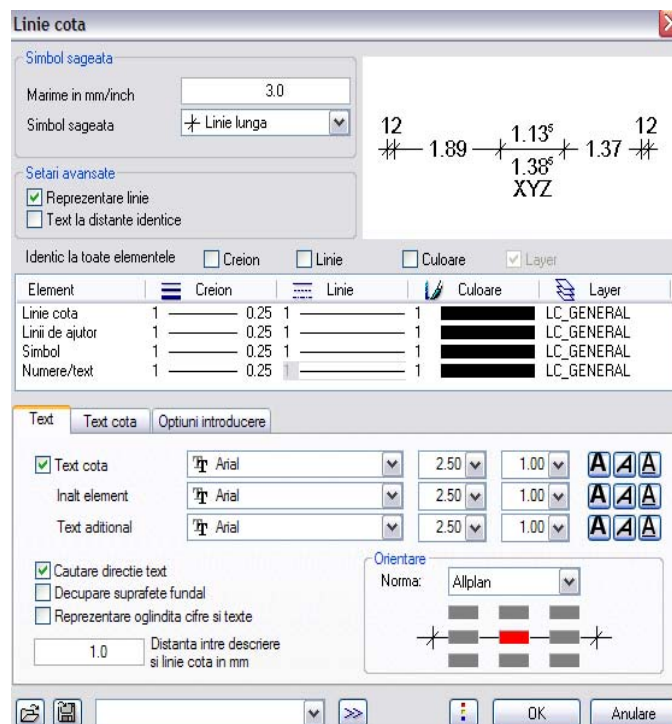 Linie cota
Simbol sageata
Marime in mm/inch 3.0
Simbol sageata Linie lunga
Setari avansate
Reprezentare linie
Text la distante identice
12 1.89 1.13⁵ 1.37 12
1.38⁵
XYZ
Identic la toate elementele Creion Linie Culoare Layer
Element Creion Linie Culoare Layer
Linie cota 1 0.25 1 1 LC_GENERAL
Linii de ajutor 1 0.25 1 1 LC_GENERAL
Simbol 1 0.25 1 1 LC_GENERAL
Numere/text 1 0.25 1 1 LC_GENERAL
Text Text cota Optiuni introducere
Text cota Arial 2.50 1.00 A A A
Inalt element Arial 2.50 1.00 A A A
Text aditional Arial 2.50 1.00 A A A
Cautare directie text
Decupare suprafete fundal
Reprezentare oglindita cifre si texte
1.0 Distanta intre descriere
si linie cota in mm
Orientare
Norma: Allplan
>> OK Anulare